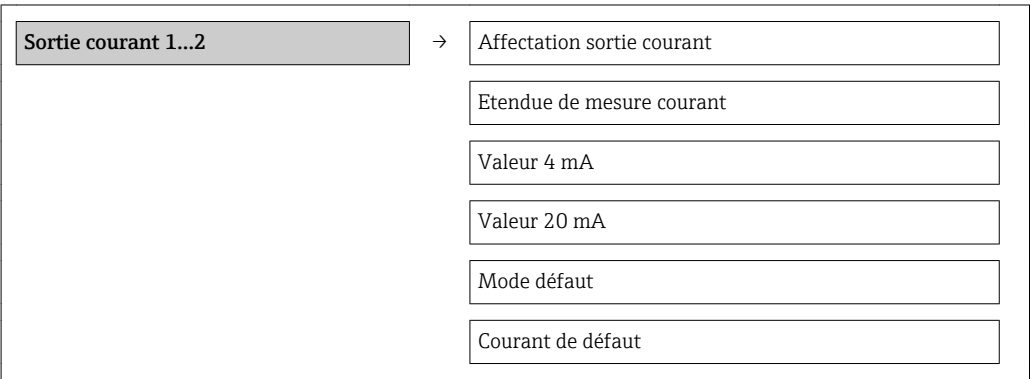 Sortie courant 1…2 → Affectation sortie courant
Etendue de mesure courant
Valeur 4 mA
Valeur 20 mA
Mode défaut
Courant de défaut